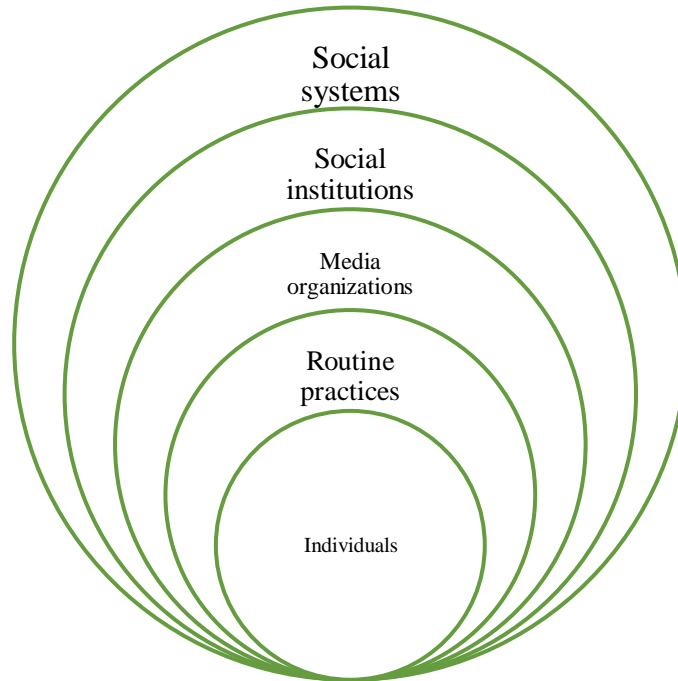 Social
systems
Social
institutions
Media
organizations
Routine
practices
Individuals